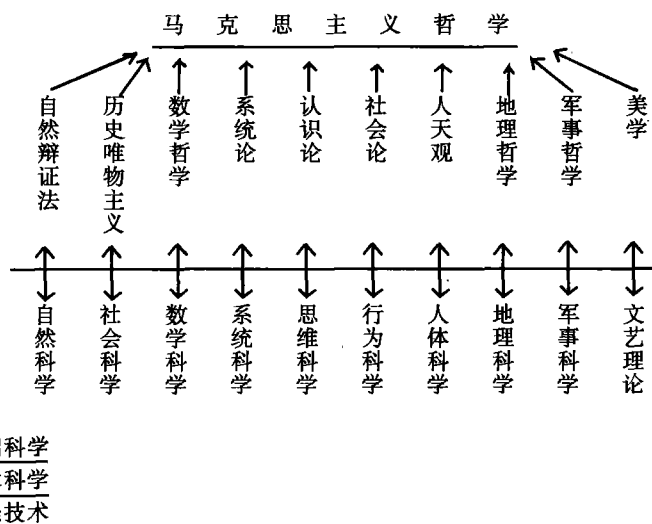 马克思主义哲学
自然辩证法
历史唯物主义
数学哲学
系统论
认识论
社会论
人天观
地理哲学
军事哲学
美学
自然科学
社会科学
数学科学
系统科学
思维科学
行为科学
人体科学
地理科学
军事科学
文艺理论
科学
科学
技术